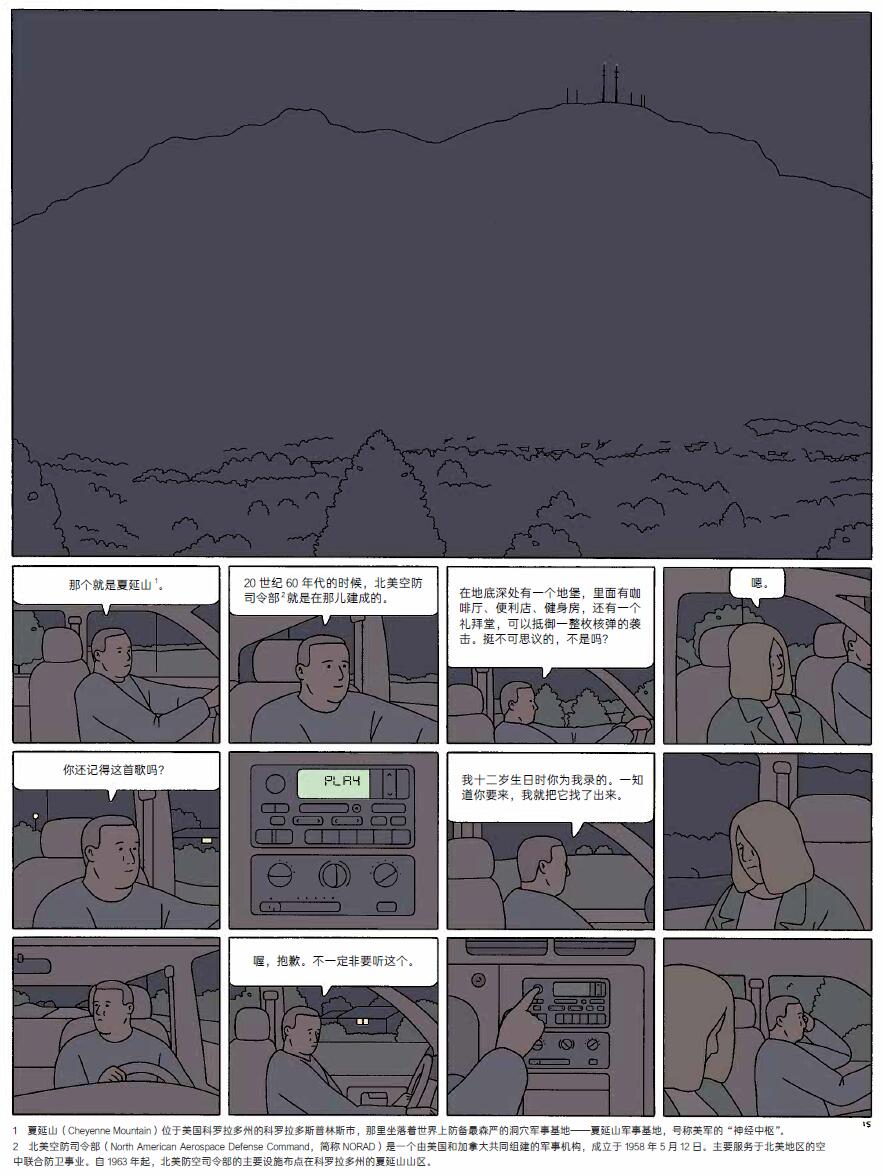 那个就是夏延山1。
20 世纪 60 年代的时候，北美空防
司令部2就是在那儿建成的。
在地底深处有一个地堡，里面有咖
啡厅、便利店、健身房，还有一个
礼拜堂，可以抵御一整枚核弹的袭
击。挺不可思议的，不是吗？
嗯。
你还记得这首歌吗？
PLAY
我十二岁生日时你为我录的。一知
道你要来，我就把它找了出来。
喔，抱歉。不一定非要听这个。
15
1 夏延山（Cheyenne Mountain）位于美国科罗拉多州的科罗拉多斯普林斯市，那里坐落着世界上防备最森严的洞穴军事基地——夏延山军事基地，号称美军的“神经中枢”。
2 北美空防司令部（North American Aerospace Defense Command，简称 NORAD）是一个由美国和加拿大共同组建的军事机构，成立于 1958 年 5 月 12 日。主要服务于北美地区的空
中联合防卫事业。自 1963 年起，北美防空司令部的主要设施布点在科罗拉多州的夏延山山区。